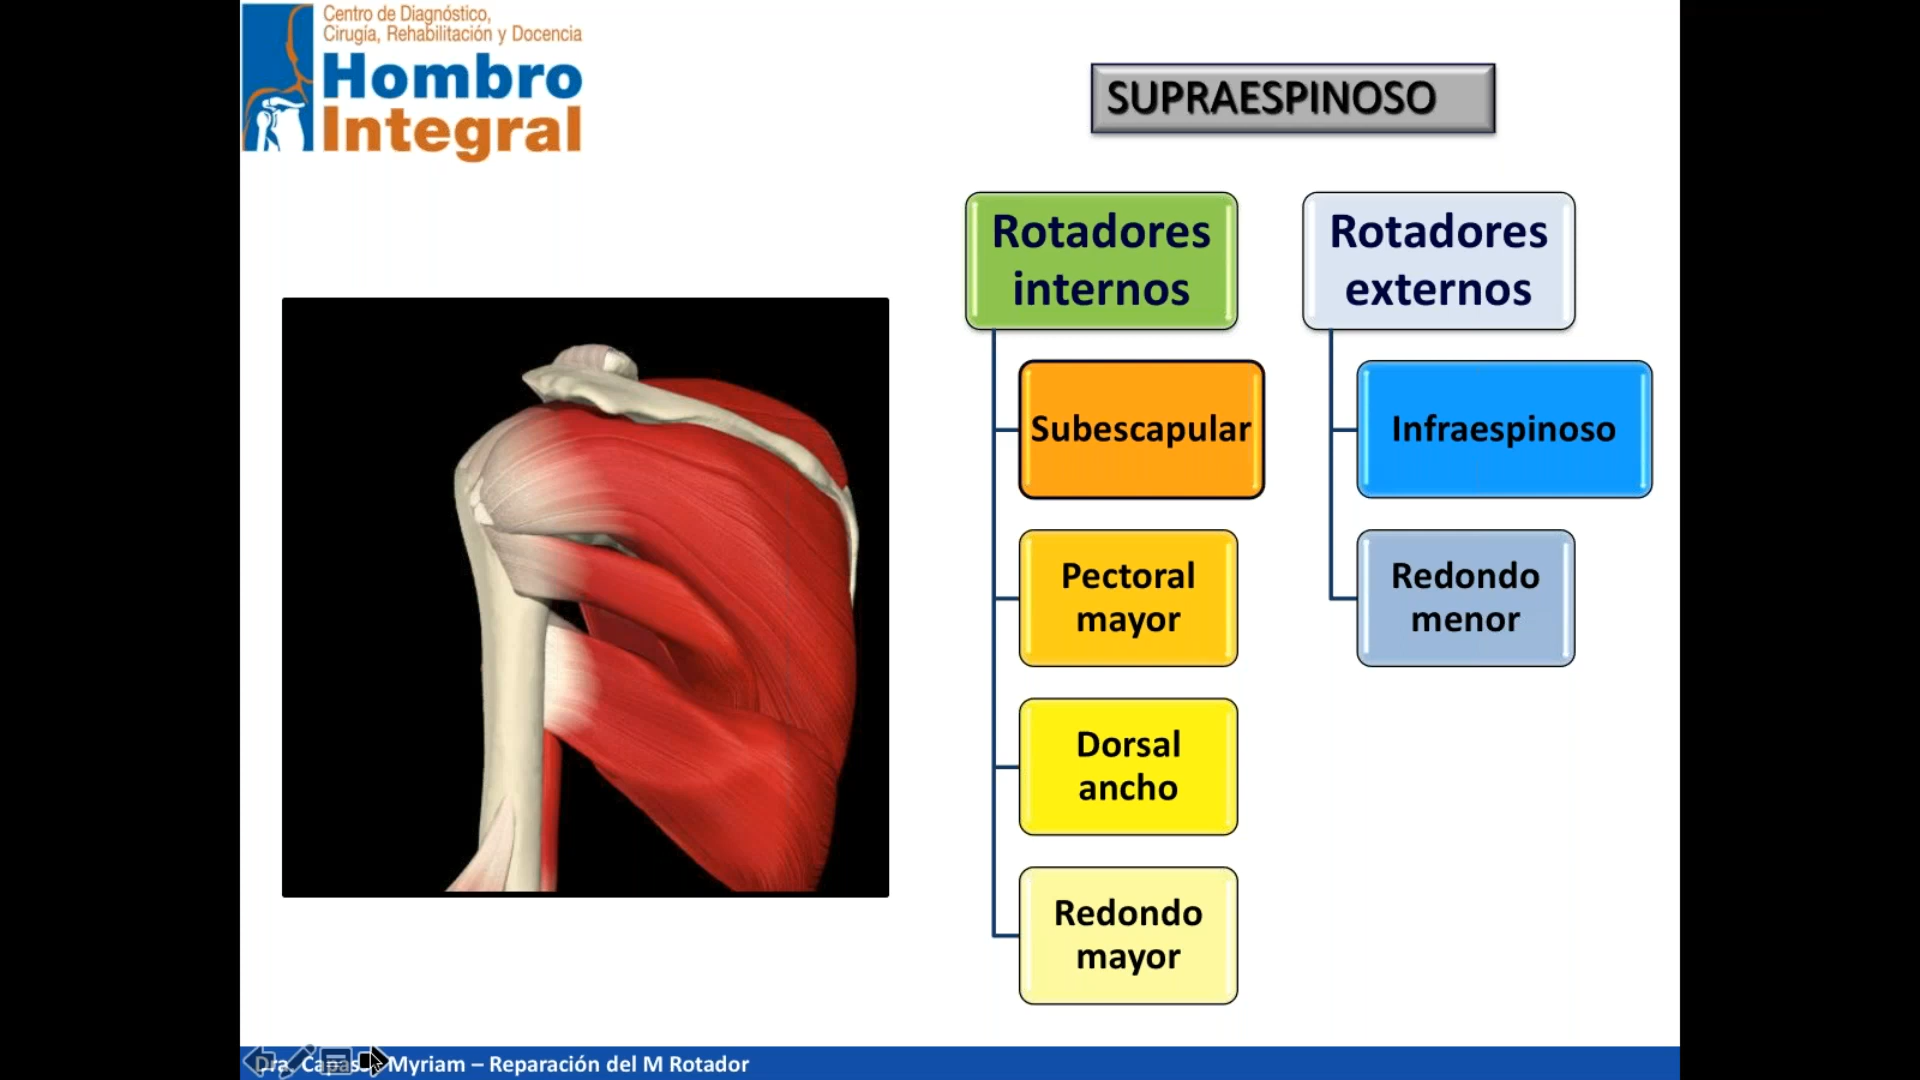 Centro de Diagnóstico,
Cirugía, Rehabilitación y Docencia
Hombro
Integral
SUPRAESPINOSO
Rotadores
internos
Rotadores
externos
Subescapular
Infraespinoso
Pectoral
mayor
Redondo
menor
Dorsal
ancho
Redondo
mayor
Dra. Myriam – Reparación del M Rotador